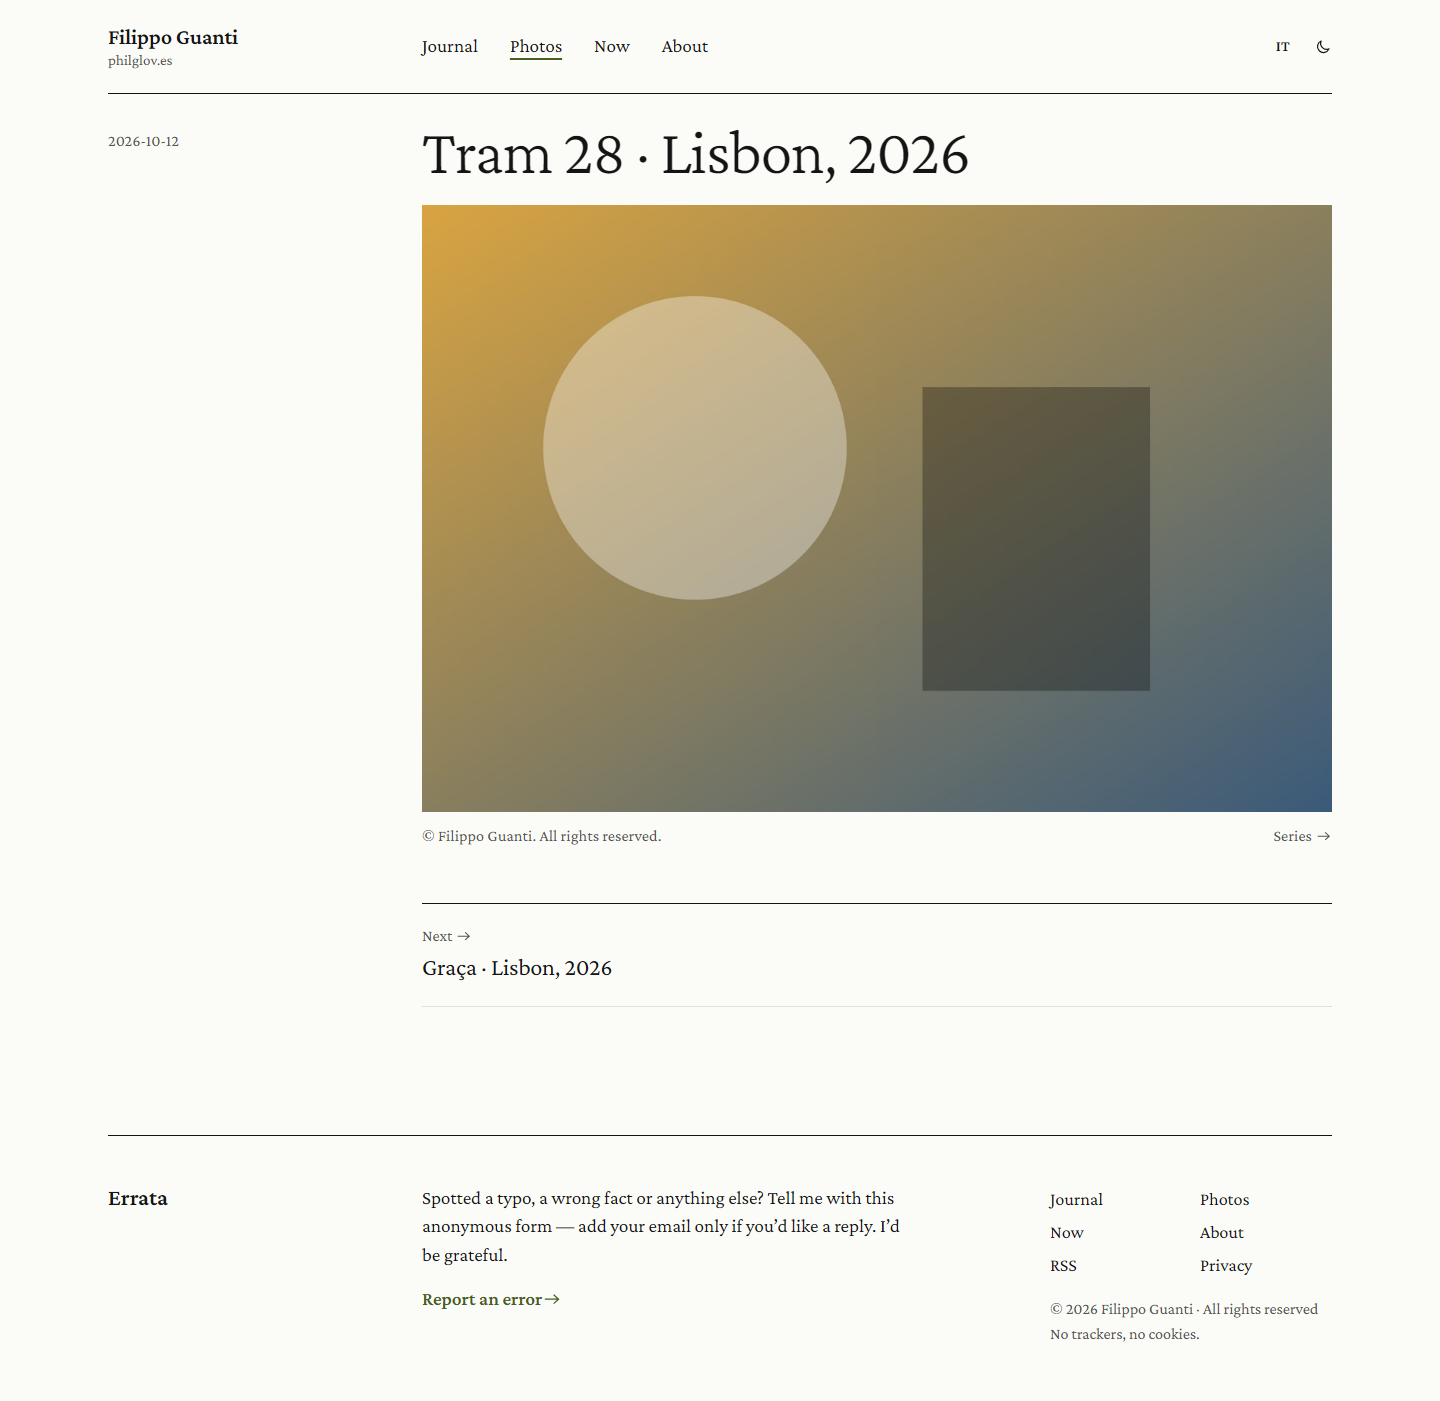 Filippo Guanti
philglov.es
Journal Photos Now About
IT
2026-10-12
Tram 28 · Lisbon, 2026
© Filippo Guanti. All rights reserved.
Series →
Next →
Graça · Lisbon, 2026
Errata
Spotted a typo, a wrong fact or anything else? Tell me with this
anonymous form — add your email only if you’d like a reply. I’d
be grateful.
Report an error→
Journal Photos
Now About
RSS Privacy
© 2026 Filippo Guanti · All rights reserved
No trackers, no cookies.